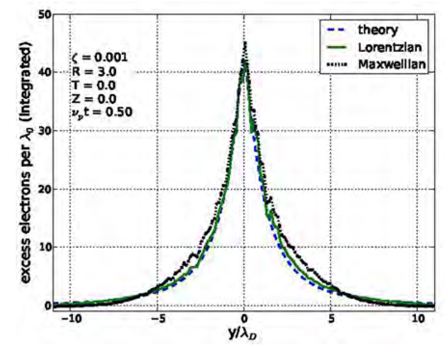 50
40
30
20
10
0
-10
-5
0
5
10
excess electrons per λ₀ (Integrated)
y/λ_D
ζ = 0.001
R = 3.0
T = 0.0
Z = 0.0
ν_p t = 0.50
theory
Lorentzian
Maxwellian